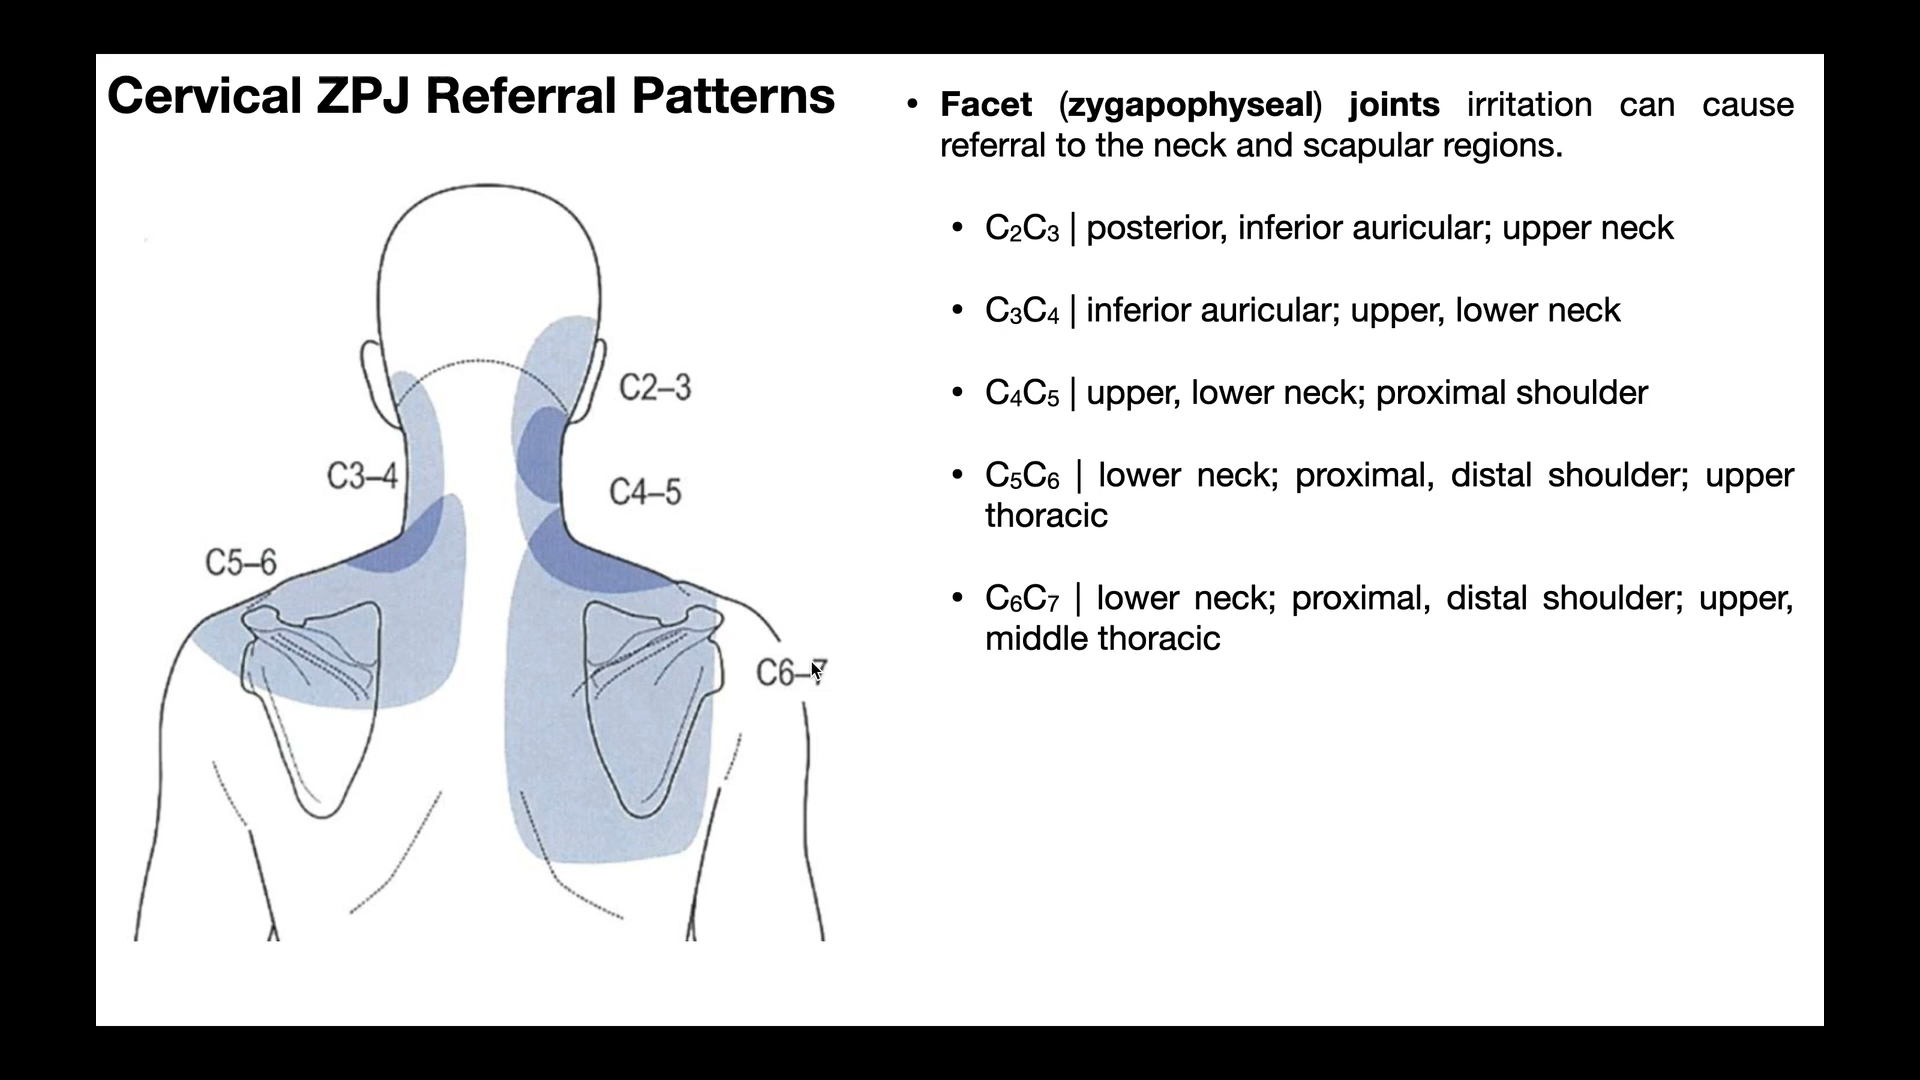 Cervical ZPJ Referral Patterns
C2–3
C3–4
C4–5
C5–6
C6–7
• Facet (zygapophyseal) joints irritation can cause
referral to the neck and scapular regions.
• C₂C₃ | posterior, inferior auricular; upper neck
• C₃C₄ | inferior auricular; upper, lower neck
• C₄C₅ | upper, lower neck; proximal shoulder
• C₅C₆ | lower neck; proximal, distal shoulder; upper
thoracic
• C₆C₇ | lower neck; proximal, distal shoulder; upper,
middle thoracic